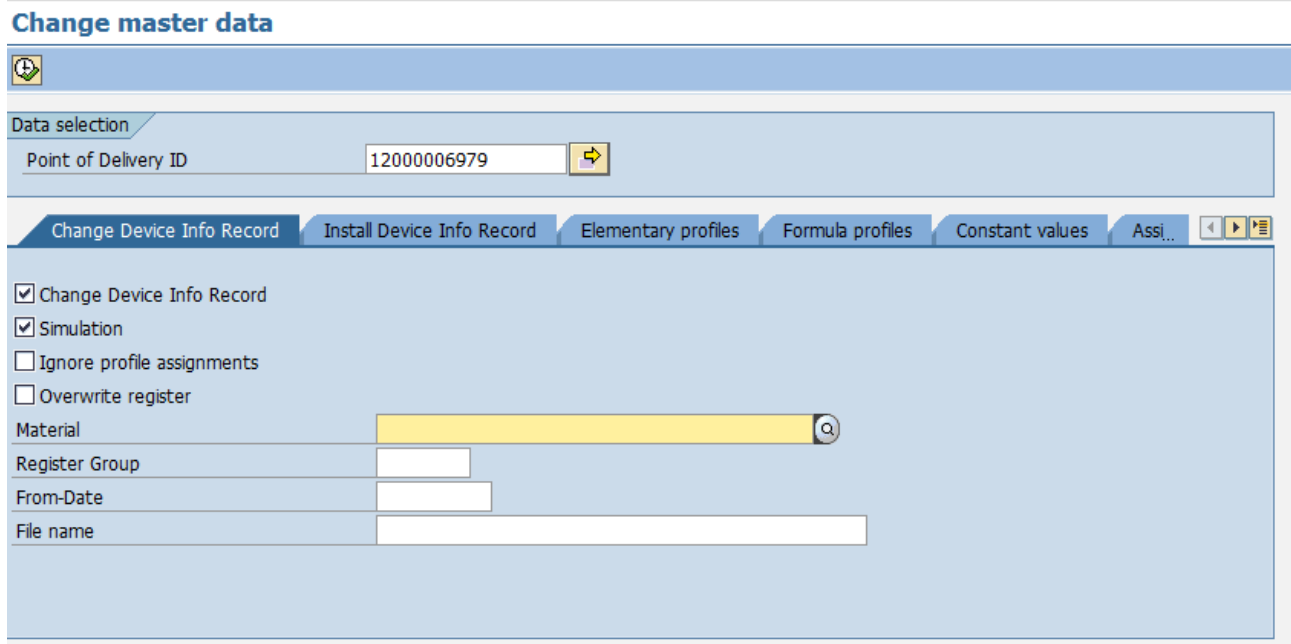 Change master data
Data selection
Point of Delivery ID 12000006979
Change Device Info Record Install Device Info Record Elementary profiles Formula profiles Constant values Assi...
Change Device Info Record
Simulation
Ignore profile assignments
Overwrite register
Material
Register Group
From-Date
File name